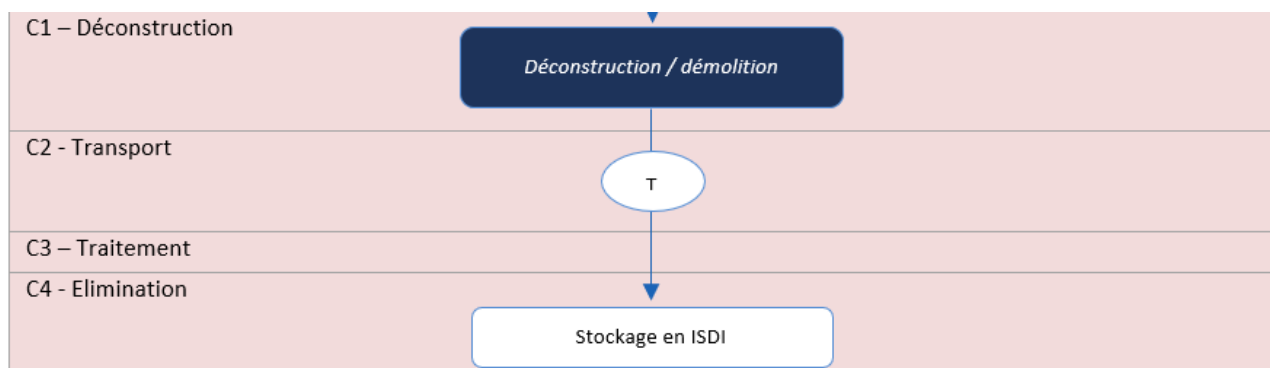 C1 – Déconstruction
Déconstruction / démolition
C2 - Transport
T
C3 – Traitement
C4 - Elimination
Stockage en ISDI